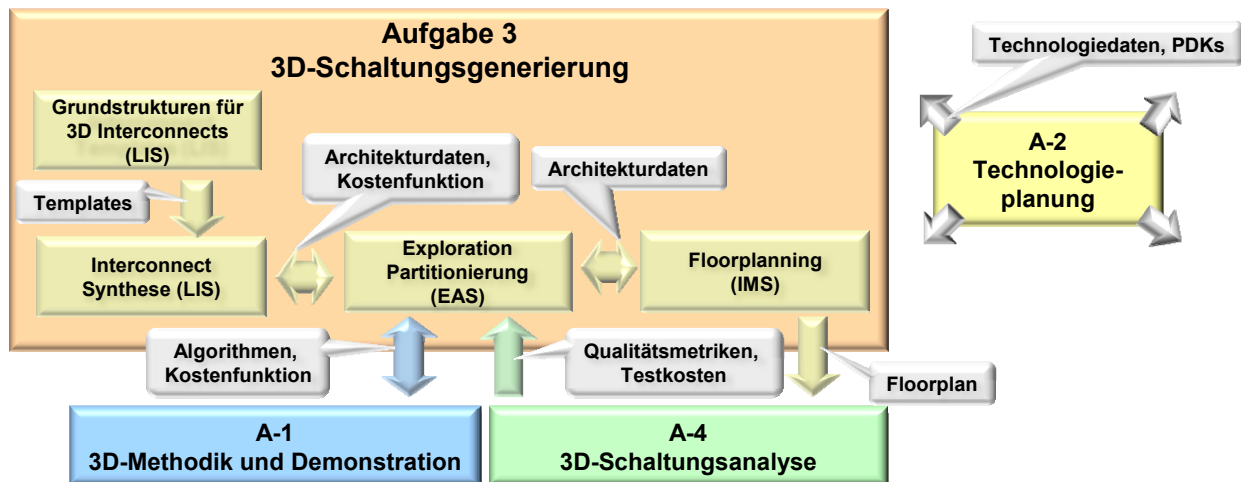 Aufgabe 3
3D-Schaltungsgenerierung
Technologiedaten, PDKs
Grundstrukturen für
3D Interconnects
(LIS)
A-2
Technologie-
planung
Architekturdaten,
Kostenfunktion
Architekturdaten
Templates
Interconnect
Synthese (LIS)
Exploration
Partitionierung
(EAS)
Floorplanning
(IMS)
Algorithmen,
Kostenfunktion
Qualitätsmetriken,
Testkosten
Floorplan
A-1
3D-Methodik und Demonstration
A-4
3D-Schaltungsanalyse